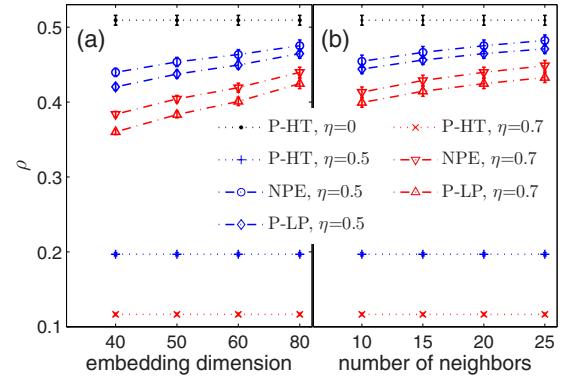 0.5
(a)
(b)
0.4
P-HT, η=0
P-HT, η=0.7
P-HT, η=0.5
NPE, η=0.7
ρ
0.3
NPE, η=0.5
P-LP, η=0.7
P-LP, η=0.5
0.2
0.1
40 50 60 80 10 15 20 25
embedding dimension
number of neighbors